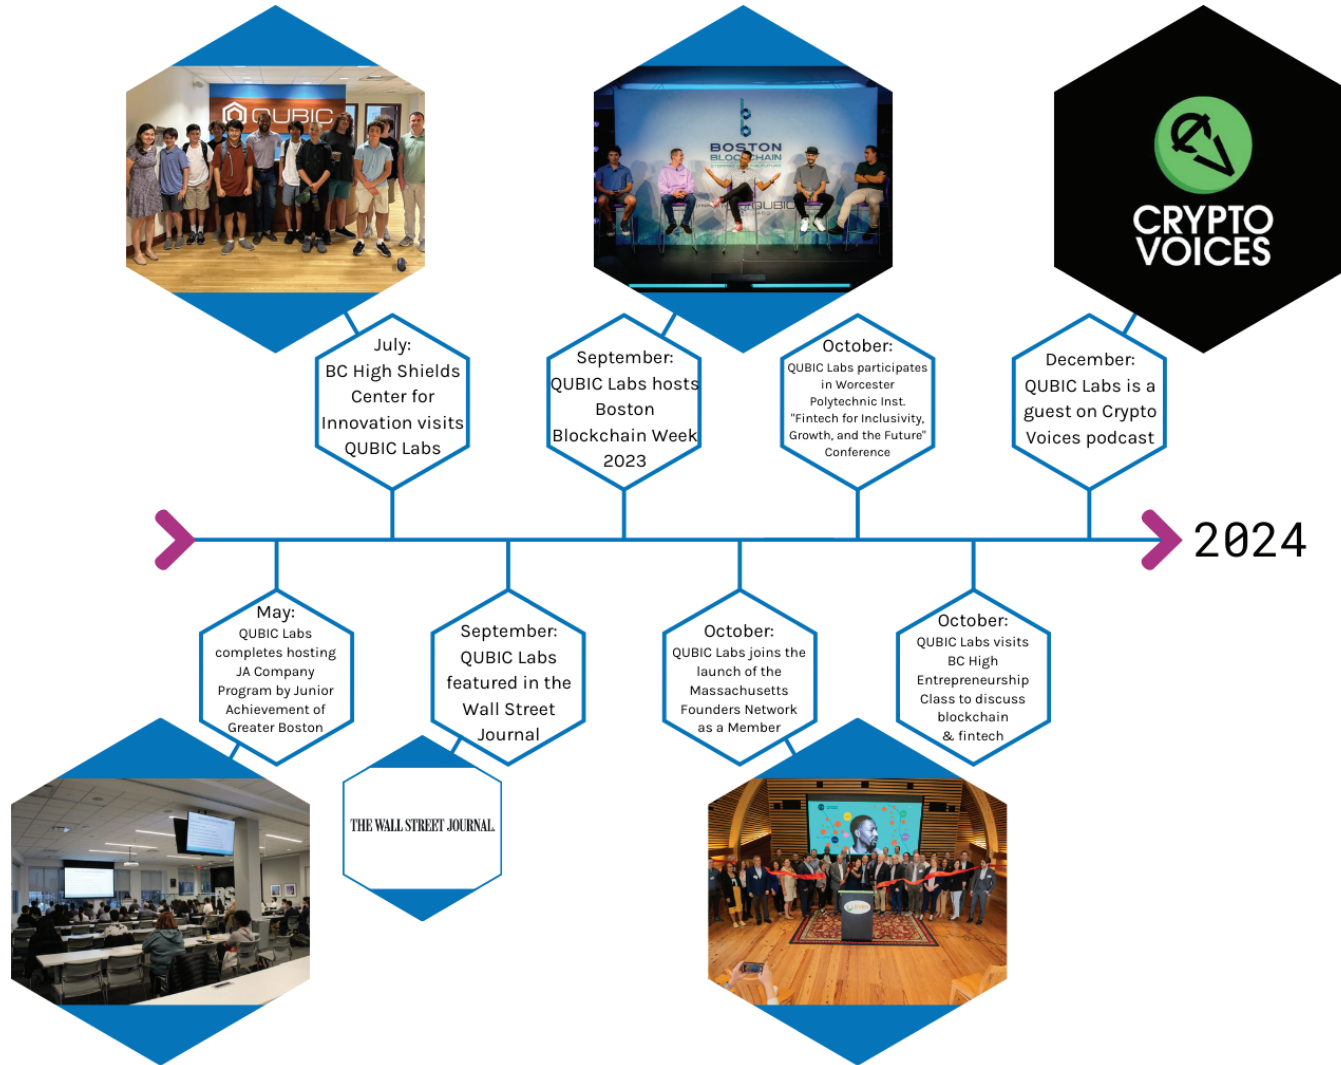 QUBIC
BOSTON
BLOCKCHAIN
QUBIC
CRYPTO
VOICES
July:
BC High Shields
Center for
Innovation visits
QUBIC Labs
September:
QUBIC Labs hosts
Boston
Blockchain Week
2023
October:
QUBIC Labs participates
in Worcester
Polytechnic Inst.
"Fintech for Inclusivity,
Growth, and the Future"
Conference
December:
QUBIC Labs is a
guest on Crypto
Voices podcast
2024
May:
QUBIC Labs
completes hosting
JA Company
Program by Junior
Achievement of
Greater Boston
September:
QUBIC Labs
featured in the
Wall Street
Journal
October:
QUBIC Labs joins the
launch of the
Massachusetts
Founders Network
as a Member
October:
QUBIC Labs visits
BC High
Entrepreneurship
Class to discuss
blockchain
& fintech
THE WALL STREET JOURNAL.